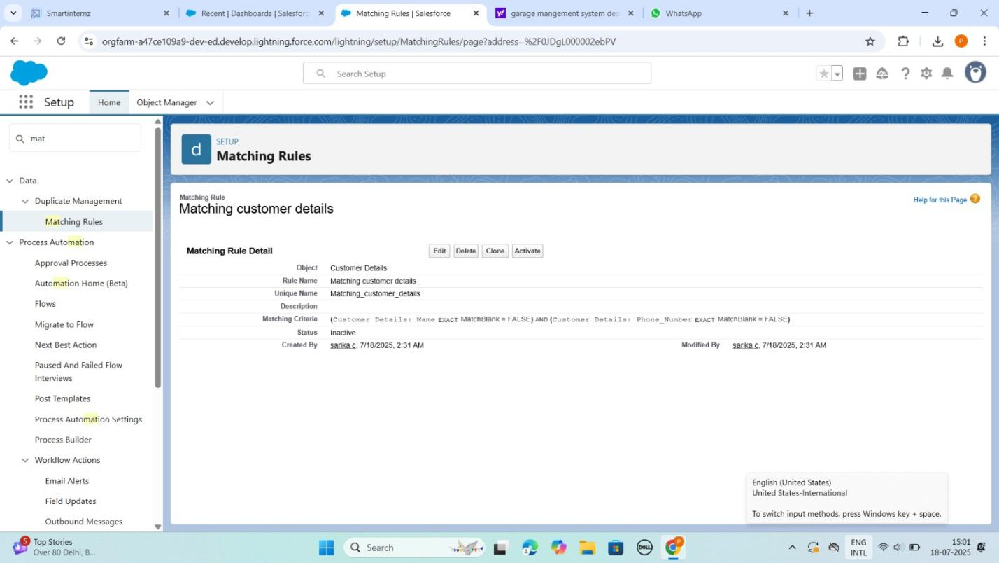 Smartinternz
Recent | Dashboards | Salesforc
Matching Rules | Salesforce
garage mangement system des
WhatsApp
orgfarm-a47ce109a9-dev-ed.develop.lightning.force.com/lightning/setup/MatchingRules/page?address=%2F0JDgL000002ebPV
P
Search Setup
Setup
Home
Object Manager
mat
Data
Duplicate Management
Matching Rules
Process Automation
Approval Processes
Automation Home (Beta)
Flows
Migrate to Flow
Next Best Action
Paused And Failed Flow
Interviews
Post Templates
Process Automation Settings
Process Builder
Workflow Actions
Email Alerts
Field Updates
Outbound Messages
d
SETUP
Matching Rules
Matching Rule
Matching customer details
Help for this Page ?
Matching Rule Detail
Edit Delete Clone Activate
Object Customer Details
Rule Name Matching customer details
Unique Name Matching_customer_details
Description
Matching Criteria (Customer Details: Name EXACT MatchBlank = FALSE) AND (Customer Details: Phone_Number EXACT MatchBlank = FALSE)
Status Inactive
Created By sarika c, 7/18/2025, 2:31 AM Modified By sarika c, 7/18/2025, 2:31 AM
English (United States)
United States-International
To switch input methods, press Windows key + space.
5
Top Stories
Over 80 Delhi, B...
Search
DELL
P
ENG
INTL
15:01
18-07-2025